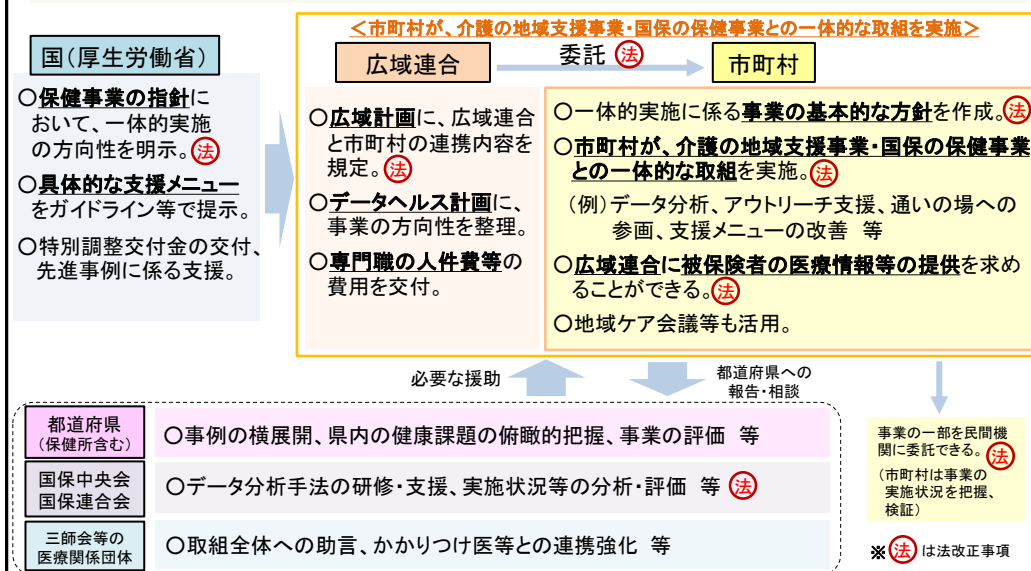 <市町村が、介護の地域支援事業・国保の保健事業との一体的な取組を実施>
国(厚生労働省)
○保健事業の指針に
おいて、一体的実施
の方向性を明示。法
○具体的な支援メニュー
をガイドライン等で提示。
○特別調整交付金の交付、
先進事例に係る支援。
広域連合
委託 法
市町村
○広域計画に、広域連合
と市町村の連携内容を
規定。法
○データヘルス計画に、
事業の方向性を整理。
○専門職の人件費等の
費用を交付。
○一体的実施に係る事業の基本的な方針を作成。法
○市町村が、介護の地域支援事業・国保の保健事業
との一体的な取組を実施。法
(例)データ分析、アウトリーチ支援、通いの場への
参画、支援メニューの改善 等
○広域連合に被保険者の医療情報等の提供を求め
ることができる。法
○地域ケア会議等も活用。
必要な援助
都道府県への
報告・相談
都道府県
(保健所含む)
○事例の横展開、県内の健康課題の俯瞰的把握、事業の評価 等
国保中央会
国保連合会
○データ分析手法の研修・支援、実施状況等の分析・評価 等 法
三師会等の
医療関係団体
○取組全体への助言、かかりつけ医等との連携強化 等
事業の一部を民間機
関に委託できる。法
(市町村は事業の
実施状況を把握、
検証)
※法は法改正事項